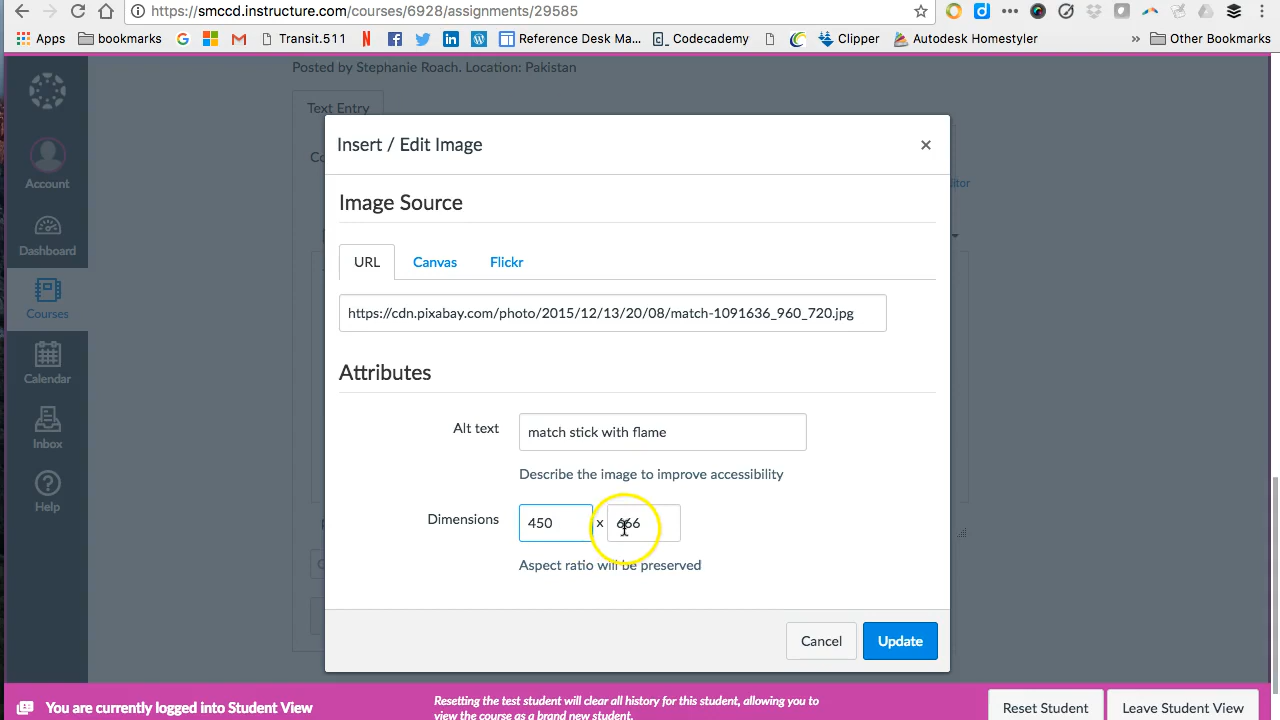 https://smccd.instructure.com/courses/6928/assignments/29585
Apps bookmarks Transit.511 Reference Desk Ma... Codecademy Clipper Autodesk Homestyler » Other Bookmarks
Posted by Stephanie Roach. Location: Pakistan
Text Entry
Insert / Edit Image ×
Account
Image Source
itor
Dashboard
URL Canvas Flickr
Courses
https://cdn.pixabay.com/photo/2015/12/13/20/08/match-1091636_960_720.jpg
Calendar
Attributes
Alt text match stick with flame
Inbox
Describe the image to improve accessibility
Help
Dimensions 450 x 666
Aspect ratio will be preserved
Cancel Update
You are currently logged into Student View
Resetting the test student will clear all history for this student, allowing you to
view the course as a brand new student.
Reset Student Leave Student View